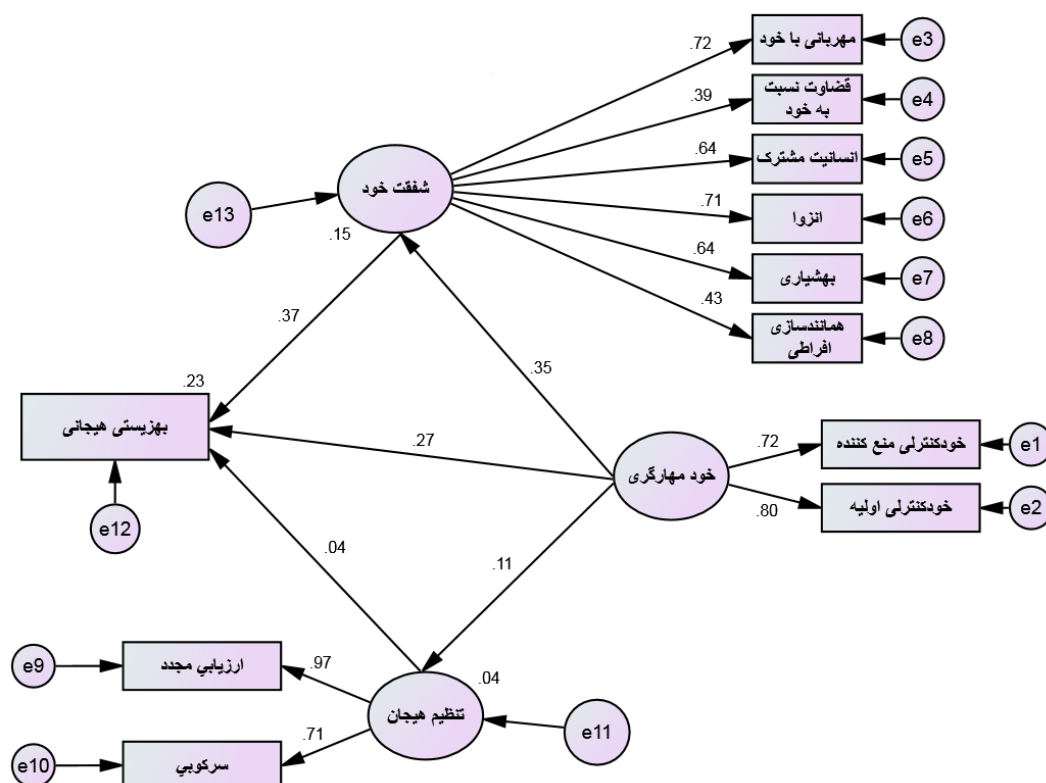 مهربانی با خود
e3
.72
قضاوت نسبت
به خود
e4
.39
انسانیت مشترک
e5
.64
شفقت خود
e13
.15
انزوا
e6
.71
بهشیاری
e7
.64
همانندسازی
افراطی
e8
.43
.37
.35
.23
بهزیستی هیجانی
.27
خود مهارگری
.72
خودکنترلی منع کننده
e1
.80
خودکنترلی اولیه
e2
e12
.04
.11
e9
ارزيابي مجدد
.97
تنظیم هیجان
.04
e11
.71
e10
سركوبي